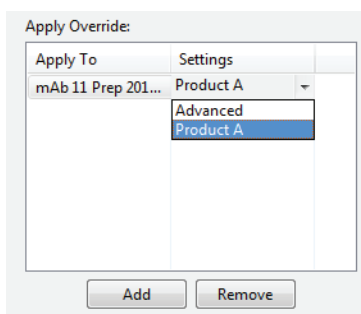 Apply Override:
Apply To Settings
mAb 11 Prep 201... Product A
Advanced
Product A
Add Remove